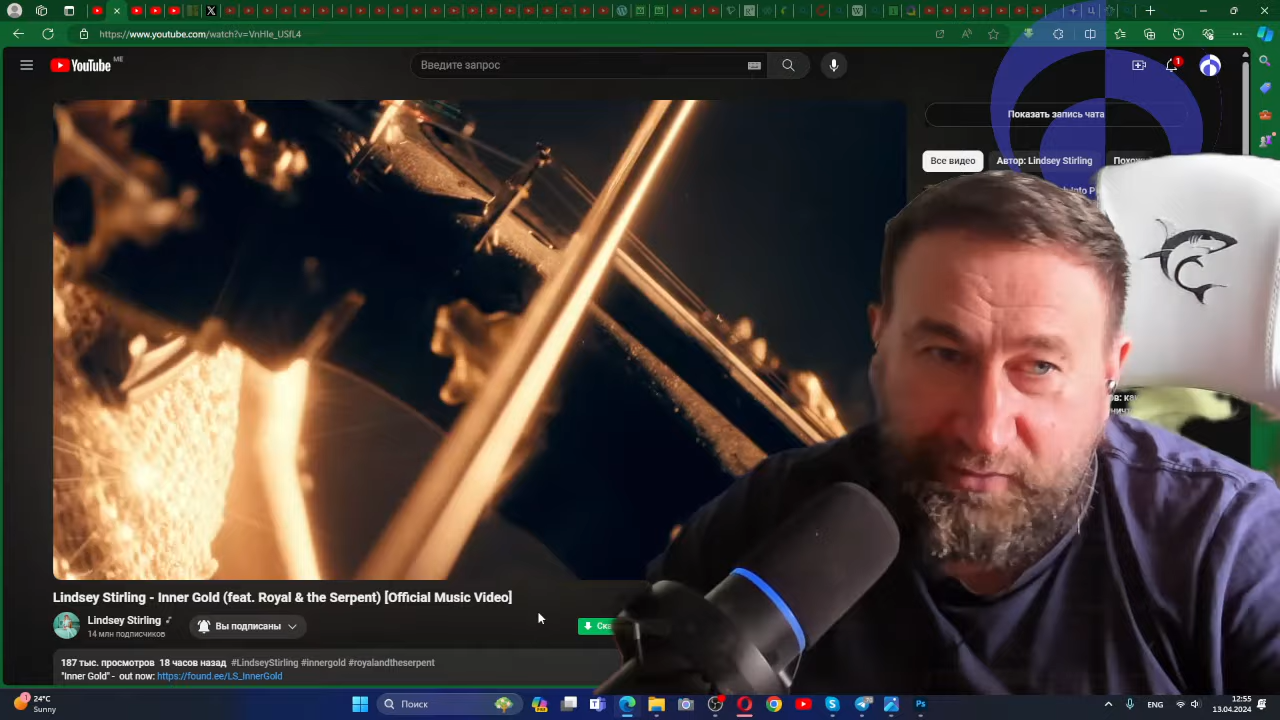 https://www.youtube.com/watch?v=VnHIe_USfL4
YouTube ME
Введите запрос
1
Показать запись чата
Все видео
Автор: Lindsey Stirling
Lindsey Stirling - Inner Gold (feat. Royal & the Serpent) [Official Music Video]
Lindsey Stirling
14 млн подписчиков
Вы подписаны
187 тыс. просмотров 18 часов назад #LindseyStirling #innergold #royalandtheserpent
"Inner Gold" - out now: https://found.ee/LS_InnerGold
24°C
Sunny
Поиск
ENG
12:55
13.04.2024